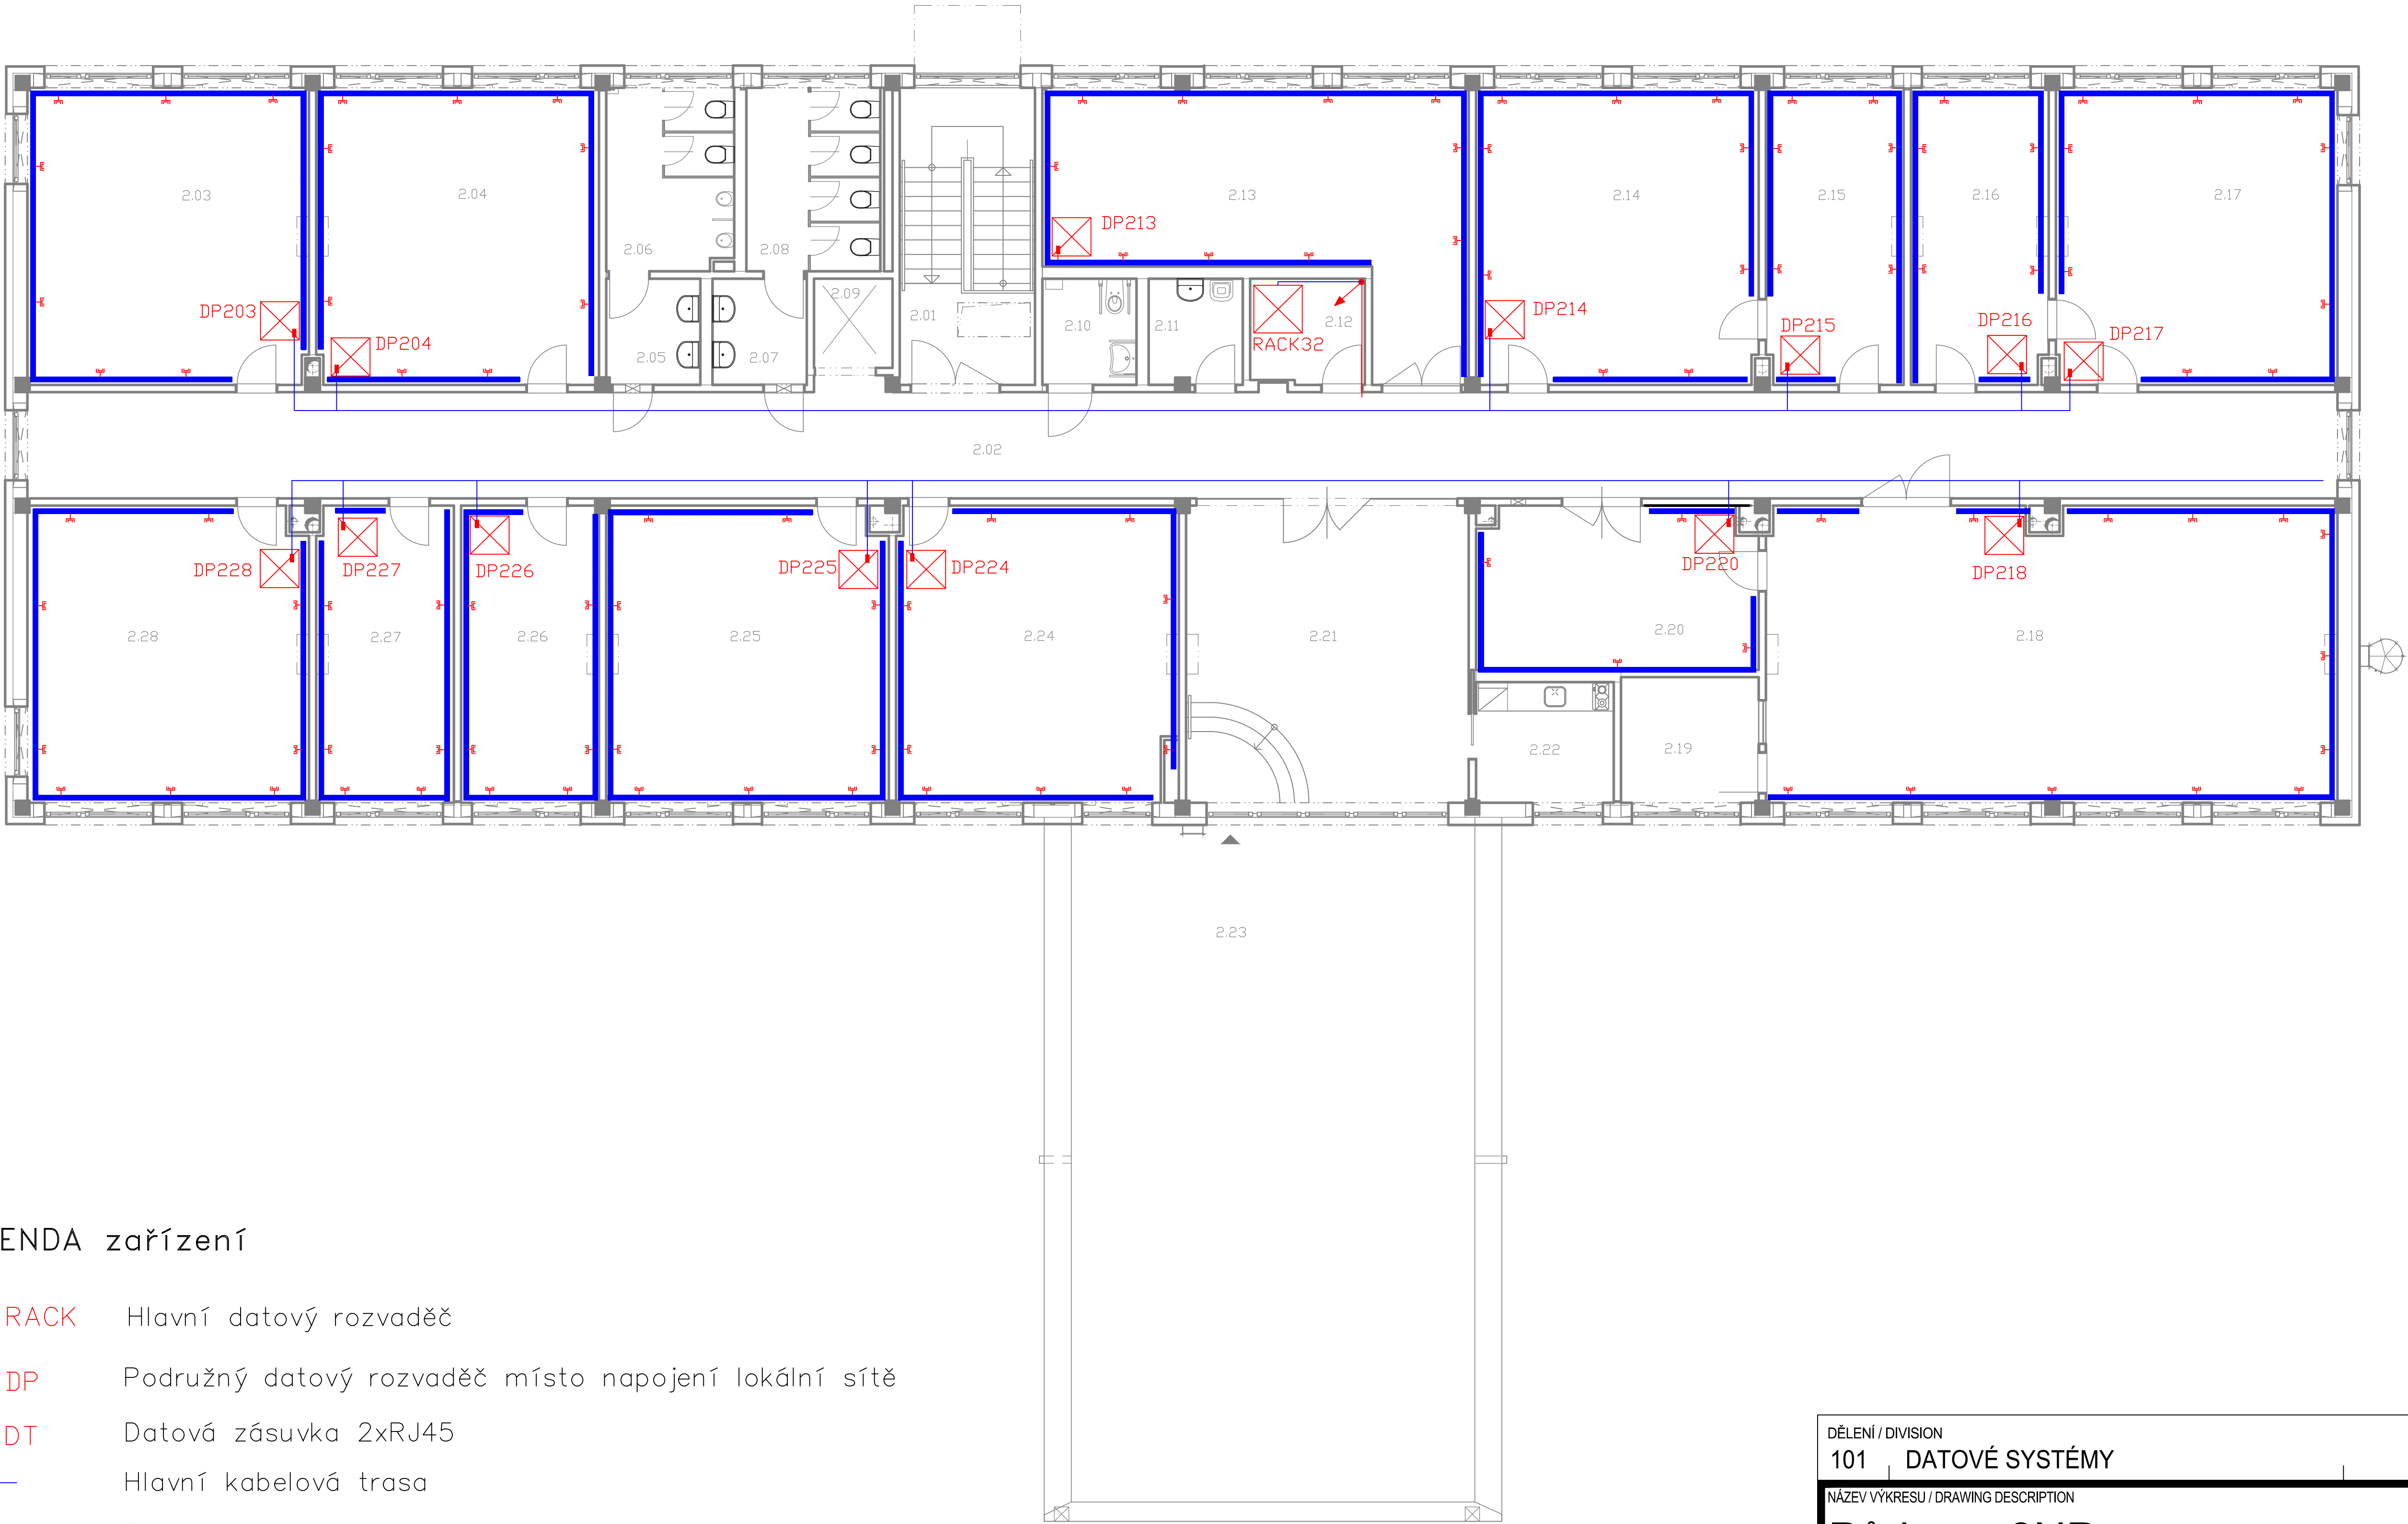 2.03
2.04
2.06
2.08
2.09
2.01
2.13
2.14
2.15
2.16
2.17
DP203
DP204
DP213
DP214
DP215
DP216
DP217
2.05
2.07
2.10
2.11
2.12
RACK32
2.02
DP228
DP227
DP226
DP225
DP224
DP220
DP218
2.28
2.27
2.26
2.25
2.24
2.21
2.20
2.18
2.22
2.19
2.23
ENDA zařízení
RACK Hlavní datový rozvaděč
DP Podružný datový rozvaděč místo napojení lokální sítě
DT Datová zásuvka 2xRJ45
Hlavní kabelová trasa
DĚLENÍ / DIVISION
101 DATOVÉ SYSTÉMY
NÁZEV VÝKRESU / DRAWING DESCRIPTION